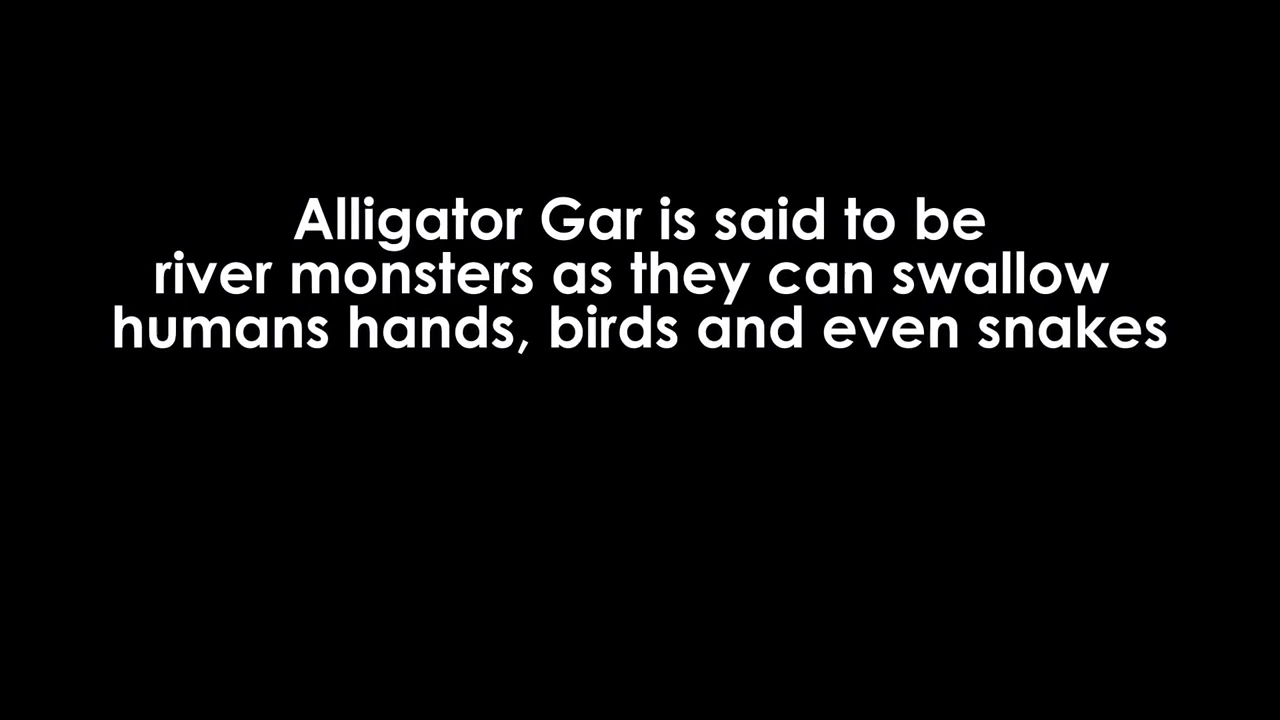 Alligator Gar is said to be
river monsters as they can swallow
humans hands, birds and even snakes